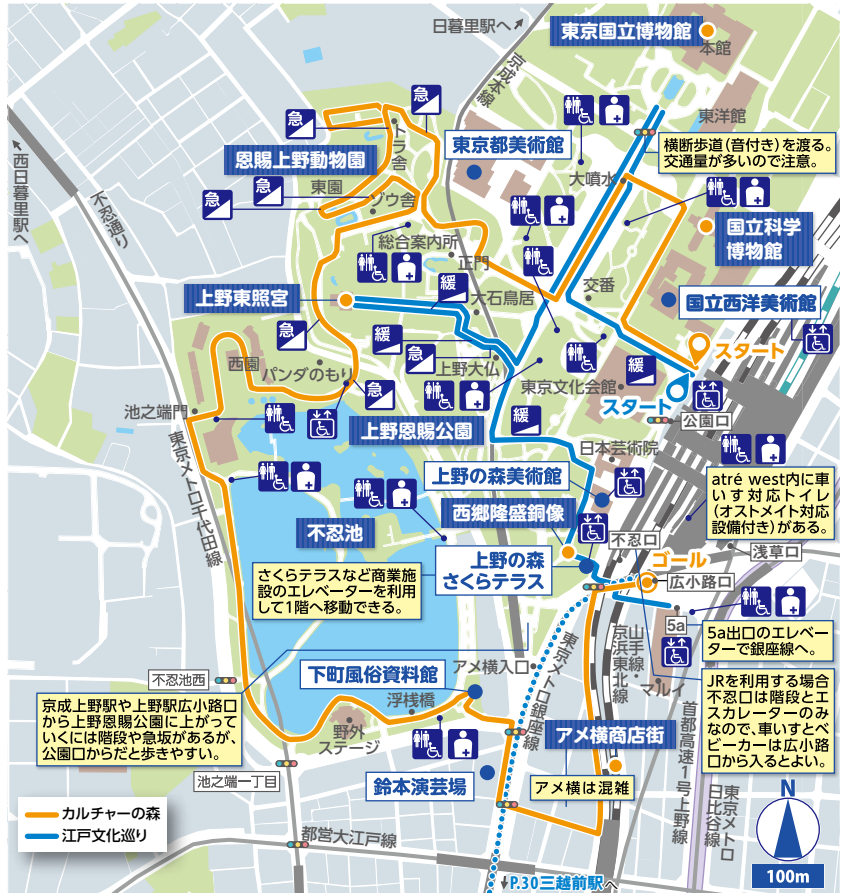 日暮里駅へ
東京国立博物館
本館
京成本線
東洋館
急
急
トラ舎
恩賜上野動物園
東京都美術館
横断歩道(音付き)を渡る。
交通量が多いので注意。
西日暮里駅へ
不忍通り
急
急
東園
ゾウ舎
大噴水
国立科学
博物館
総合案内所
正門
交番
上野東照宮
緩
大石鳥居
国立西洋美術館
急
緩
急
上野大仏
緩
スタート
スタート
西園
パンダのもり
急
東京文化会館
公園口
池之端門
上野恩賜公園
緩
日本芸術院
東京メトロ千代田線
上野の森美術館
atré west内に車
いす対応トイレ
(オストメイト対応
設備付き)がある。
不忍池
西郷隆盛銅像
不忍口
浅草口
上野の森
さくらテラス
ゴール
広小路口
さくらテラスなど商業施
設のエレベーターを利用
して1階へ移動できる。
5a
5a出口のエレベー
ターで銀座線へ。
不忍池西
下町風俗資料館
アメ横入口
東京メトロ銀座線
山手線・
京浜東北線
マルイ
京成上野駅や上野駅広小路口
から上野恩賜公園に上がって
いくには階段や急坂があるが、
公園口からだと歩きやすい。
浮桟橋
野外
ステージ
JRを利用する場合
不忍口は階段とエ
スカレーターのみ
なので、車いすとベ
ビーカーは広小路
口から入るとよい。
アメ横商店街
首都高速1号上野線
池之端一丁目
鈴本演芸場
アメ横は混雑
東京メトロ
日比谷線
カルチャーの森
江戸文化巡り
都営大江戸線
N
100m
P.30三越前駅へ